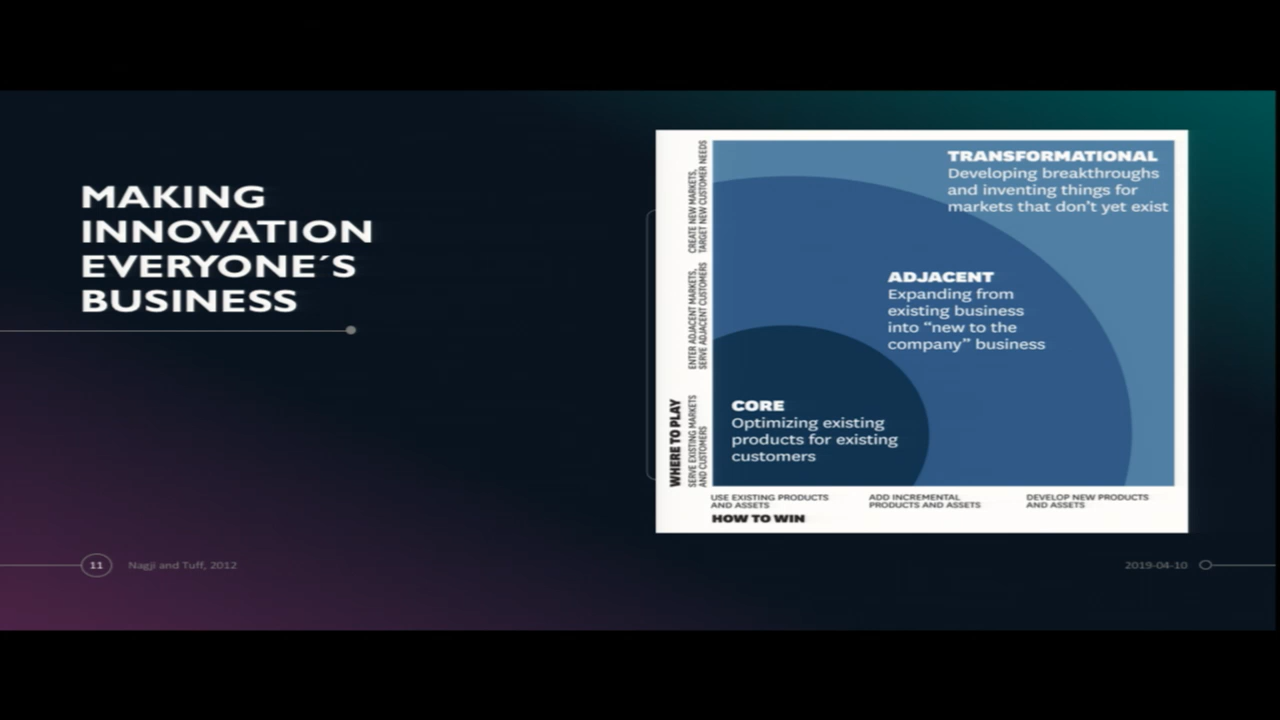 MAKING
INNOVATION
EVERYONE´S
BUSINESS
TRANSFORMATIONAL
Developing breakthroughs
and inventing things for
markets that don’t yet exist
ADJACENT
Expanding from
existing business
into “new to the
company” business
CORE
Optimizing existing
products for existing
customers
WHERE TO PLAY
SERVE EXISTING MARKETS
AND CUSTOMERS
ENTER ADJACENT MARKETS,
SERVE ADJACENT CUSTOMERS
CREATE NEW MARKETS,
TARGET NEW CUSTOMER NEEDS
USE EXISTING PRODUCTS
AND ASSETS
ADD INCREMENTAL
PRODUCTS AND ASSETS
DEVELOP NEW PRODUCTS
AND ASSETS
HOW TO WIN
11
Nagji and Tuff, 2012
2019-04-10